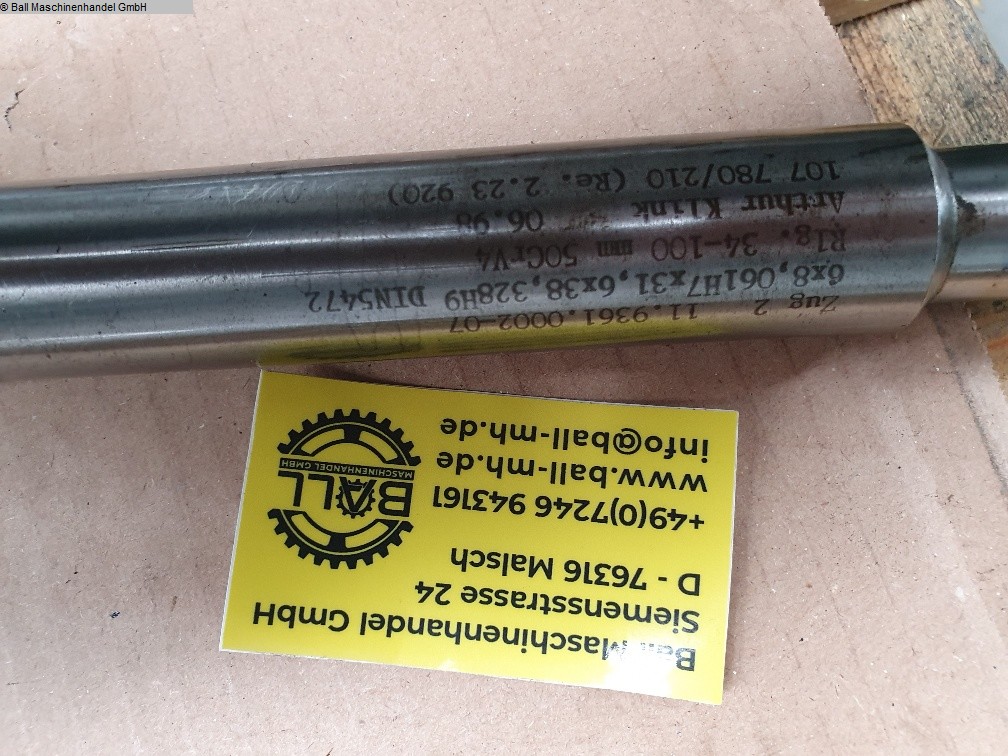 © Ball Maschinenhandel GmbH
Zug 2 11.9361.0002-07
6x8,061H7x31,6x38,328H9 DIN5472
Rlg. 34-100 mm 50CrV4
Arthur Klink 06.98
107 780/210 (Re. 2.23 920)
Ball Maschinenhandel GmbH
Siemensstrasse 24
D - 76316 Malsch
+49(0)7246 943161
www.ball-mh.de
info@ball-mh.de
BALL
MASCHINENHANDEL GMBH